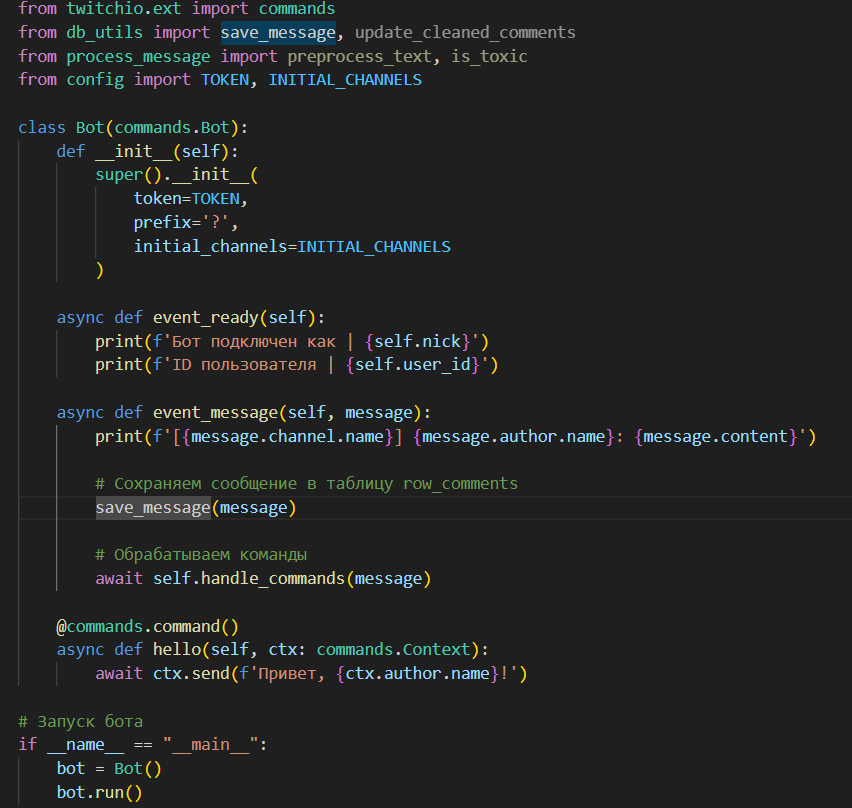 from twitchio.ext import commands
from db_utils import save_message, update_cleaned_comments
from process_message import preprocess_text, is_toxic
from config import TOKEN, INITIAL_CHANNELS

class Bot(commands.Bot):
    def __init__(self):
        super().__init__(
            token=TOKEN,
            prefix='?',
            initial_channels=INITIAL_CHANNELS
        )

    async def event_ready(self):
        print(f'Бот подключен как | {self.nick}')
        print(f'ID пользователя | {self.user_id}')

    async def event_message(self, message):
        print(f'[{message.channel.name}] {message.author.name}: {message.content}')

        # Сохраняем сообщение в таблицу row_comments
        save_message(message)

        # Обрабатываем команды
        await self.handle_commands(message)

    @commands.command()
    async def hello(self, ctx: commands.Context):
        await ctx.send(f'Привет, {ctx.author.name}!')

# Запуск бота
if __name__ == "__main__":
    bot = Bot()
    bot.run()